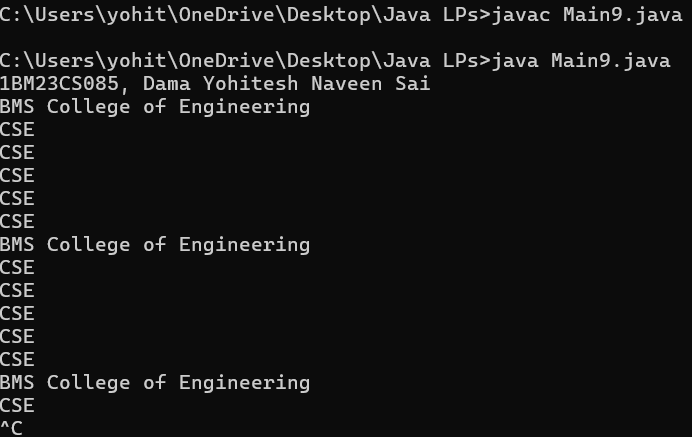 C:\Users\yohit\OneDrive\Desktop\Java LPs>javac Main9.java
C:\Users\yohit\OneDrive\Desktop\Java LPs>java Main9.java
1BM23CS085, Dama Yohitesh Naveen Sai
BMS College of Engineering
CSE
CSE
CSE
CSE
CSE
BMS College of Engineering
CSE
CSE
CSE
CSE
CSE
BMS College of Engineering
CSE
^C